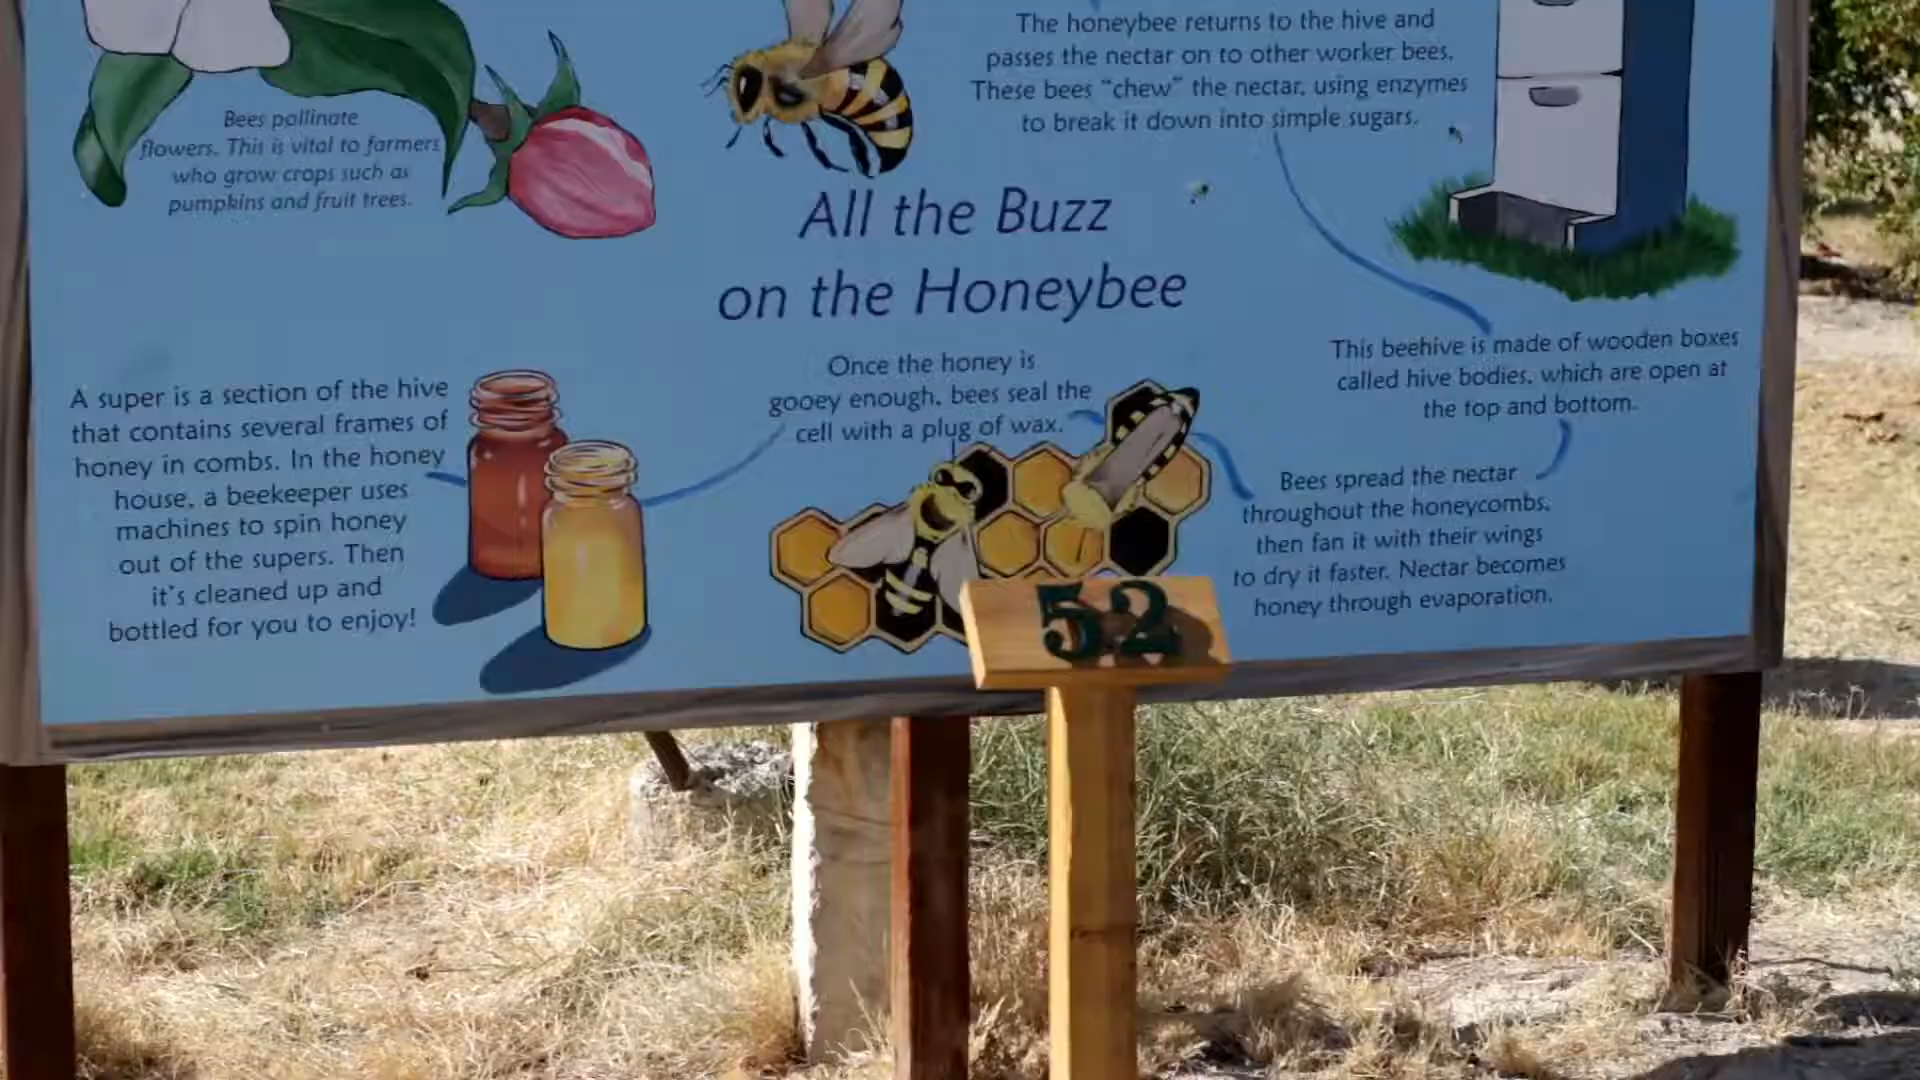 The honeybee returns to the hive and
passes the nectar on to other worker bees.
These bees “chew” the nectar, using enzymes
to break it down into simple sugars.
Bees pollinate
flowers. This is vital to farmers
who grow crops such as
pumpkins and fruit trees.
All the Buzz
on the Honeybee
This beehive is made of wooden boxes
called hive bodies, which are open at
the top and bottom.
Bees spread the nectar
throughout the honeycombs,
then fan it with their wings
to dry it faster. Nectar becomes
honey through evaporation.
Once the honey is
gooey enough, bees seal the
cell with a plug of wax.
A super is a section of the hive
that contains several frames of
honey in combs. In the honey
house, a beekeeper uses
machines to spin honey
out of the supers. Then
it's cleaned up and
bottled for you to enjoy!
52